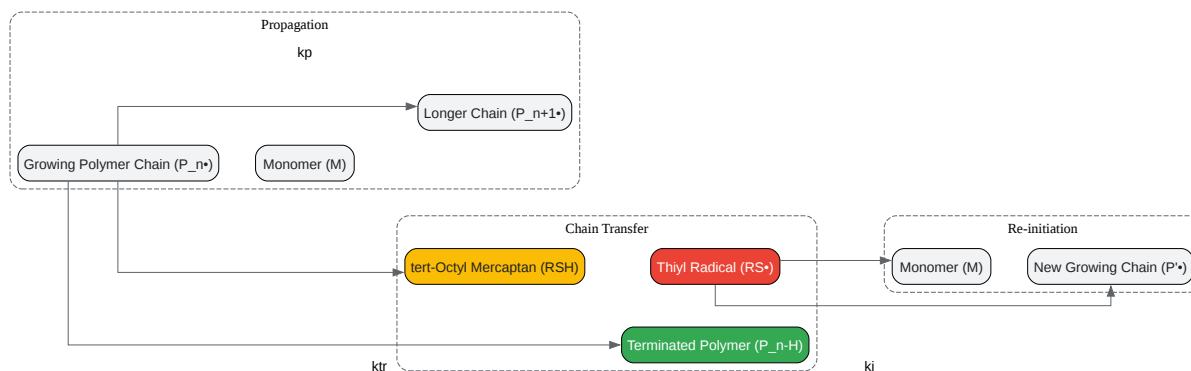 Propagation
kp
Longer Chain (P_n+1•)
Growing Polymer Chain (P_n•)
Monomer (M)
Chain Transfer
Re-initiation
tert-Octyl Mercaptan (RSH)
Thiyl Radical (RS•)
Monomer (M)
New Growing Chain (P'•)
Terminated Polymer (P_n-H)
ktr
ki